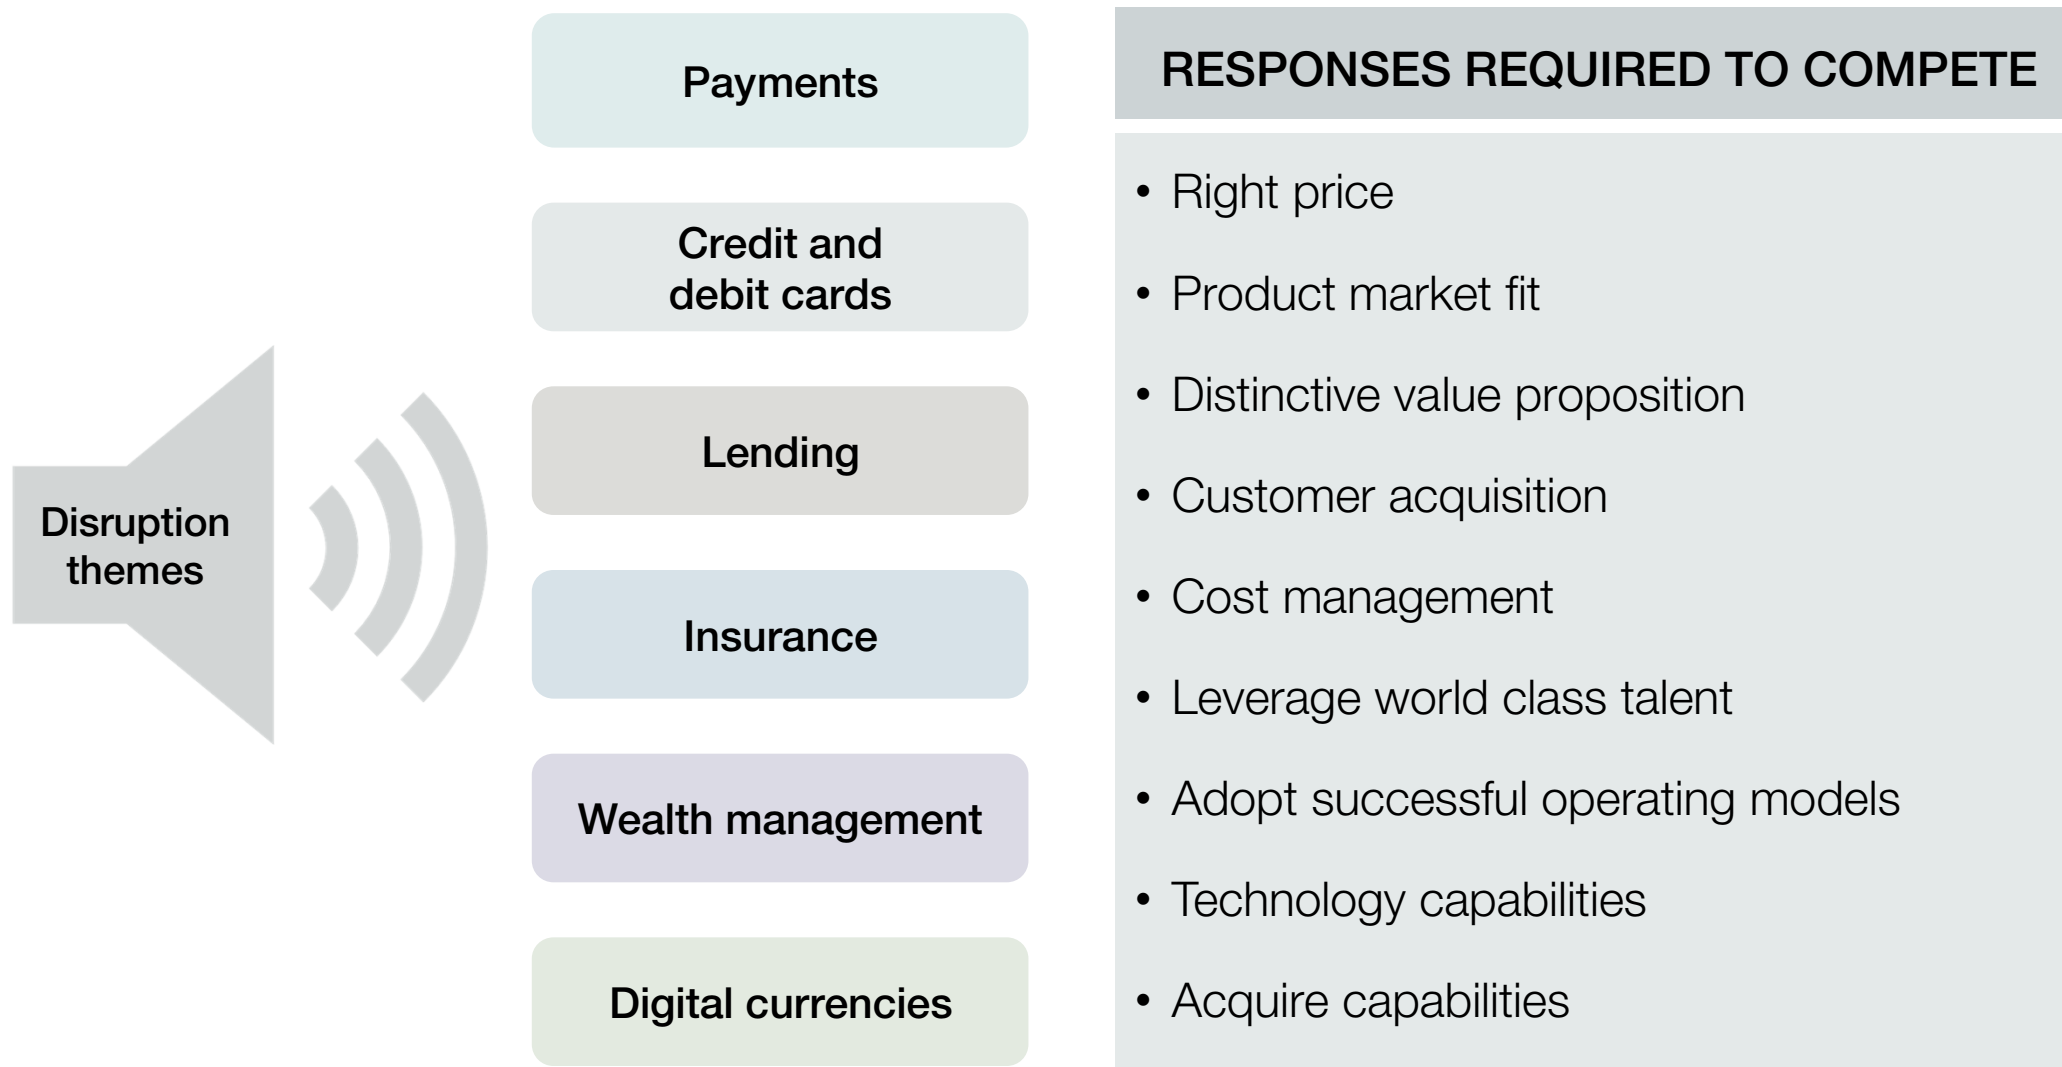 Disruption
themes
Payments
Credit and
debit cards
Lending
Insurance
Wealth management
Digital currencies
RESPONSES REQUIRED TO COMPETE
• Right price
• Product market fit
• Distinctive value proposition
• Customer acquisition
• Cost management
• Leverage world class talent
• Adopt successful operating models
• Technology capabilities
• Acquire capabilities